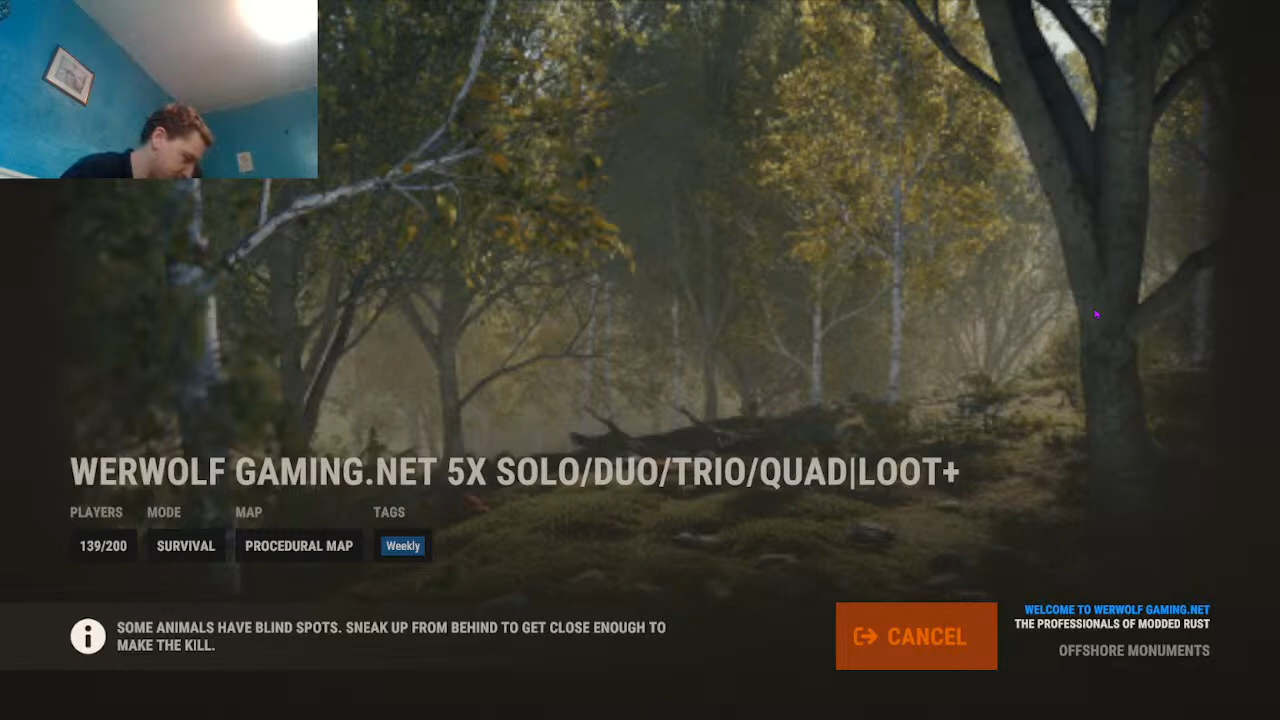 WERWOLF GAMING.NET 5X SOLO/DUO/TRIO/QUAD|LOOT+
PLAYERS MODE MAP TAGS
139/200 SURVIVAL PROCEDURAL MAP Weekly
SOME ANIMALS HAVE BLIND SPOTS. SNEAK UP FROM BEHIND TO GET CLOSE ENOUGH TO
MAKE THE KILL.
CANCEL
WELCOME TO WERWOLF GAMING.NET
THE PROFESSIONALS OF MODDED RUST
OFFSHORE MONUMENTS